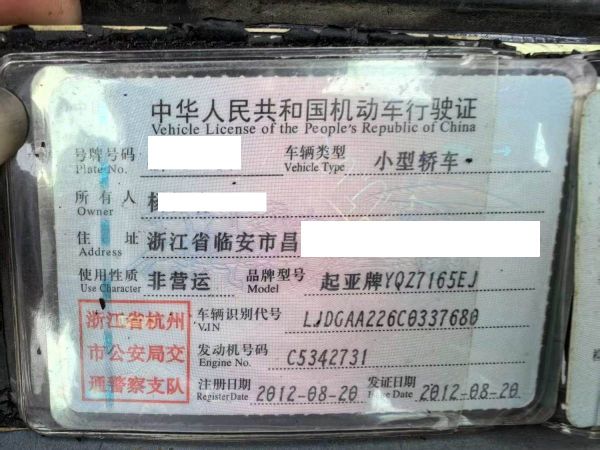 中华人民共和国机动车行驶证
Vehicle License of the People's Republic of China
号牌号码 车辆类型 小型轿车
Plate No. Vehicle Type
所有人
Owner
住址 浙江省临安市昌
Address
使用性质 非营运 品牌型号 起亚牌YQZ7165EJ
Use Character Model
浙江省杭州 车辆识别代号 LJDGAA226C0337680
VIN
市公安局交 发动机号码 C5342731
Engine No.
通警察支队 注册日期 2012-08-20 发证日期 2012-08-20
Register Date Issue Date